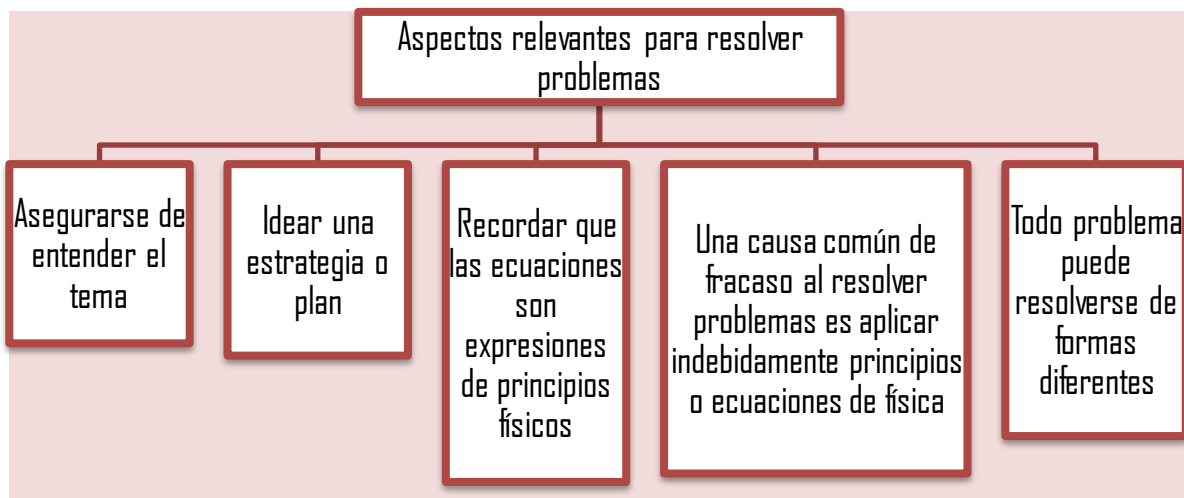 Aspectos relevantes para resolver
problemas
Asegurarse de
entender el
tema
Idear una
estrategia o
plan
Recordar que
las ecuaciones
son
expresiones
de principios
físicos
Una causa común de
fracaso al resolver
problemas es aplicar
indebidamente principios
o ecuaciones de física
Todo problema
puede
resolverse de
formas
diferentes